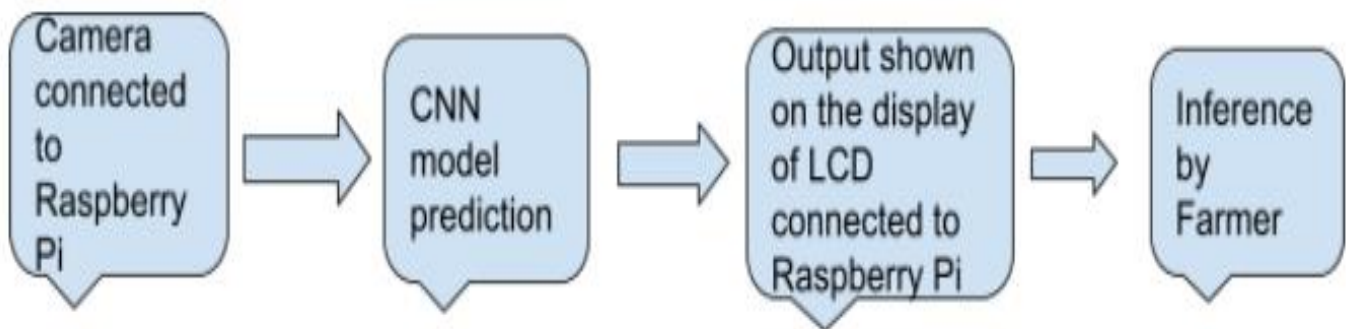 Camera
connected
to
Raspberry
Pi
CNN
model
prediction
Output shown
on the display
of LCD
connected to
Raspberry Pi
Inference
by
Farmer